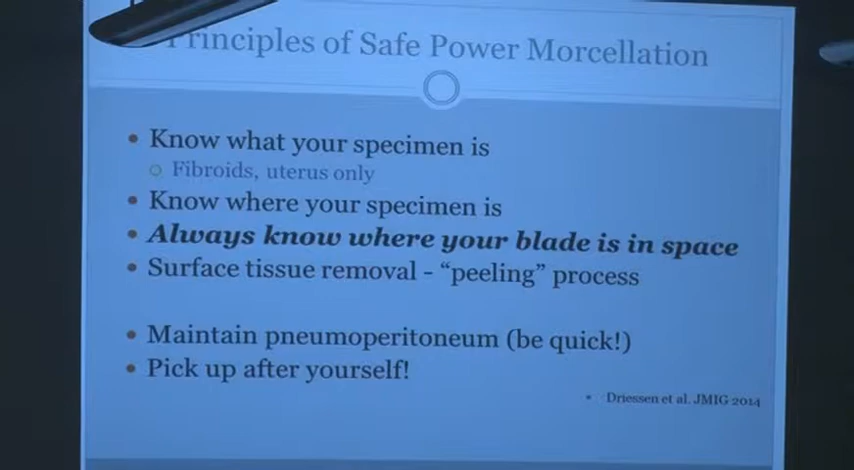 Principles of Safe Power Morcellation
• Know what your specimen is
○ Fibroids, uterus only
• Know where your specimen is
• Always know where your blade is in space
• Surface tissue removal - “peeling” process
• Maintain pneumoperitoneum (be quick!)
• Pick up after yourself!
• Driessen et al. JMIG 2014